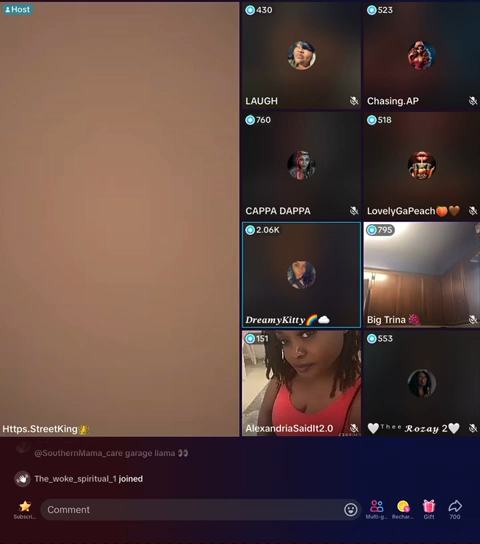 Host
430
523
LAUGH
Chasing.AP
760
518
CAPPA DAPPA
LovelyGaPeach🍑🤎
2.06K
795
𝑫𝒓𝒆𝒂𝒎𝒚𝑲𝒊𝒕𝒕𝒚🌈☁️
Big Trina
151
553
Https.StreetKing
AlexandriaSaidIt2.0
🤍ᵀʰᵉᵉ 𝓡𝓸𝔃𝓪𝔂 2🤍
@SouthernMama_care garage llama 👀
The_woke_spiritual_1 joined
Subscri...
Comment
Multi-g...
Rechar...
Gift
700